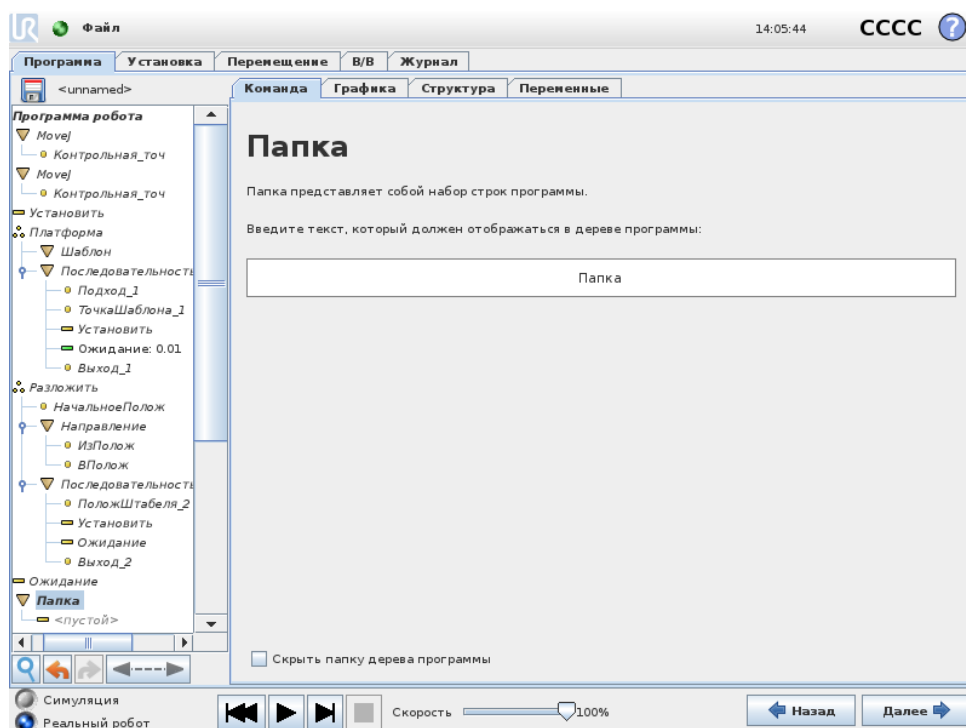 UR Файл 14:05:44 CCCC ?
Программа Установка Перемещение В/В Журнал
<unnamed>
Команда Графика Структура Переменные
Программа робота
MoveJ
Контрольная_точ
MoveJ
Контрольная_точ
Установить
Платформа
Шаблон
Последовательность
Подход_1
ТочкаШаблона_1
Установить
Ожидание: 0.01
Выход_1
Разложить
НачальноеПолож
Направление
ИзПолож
ВПолож
Последовательность
ПоложШтабеля_2
Установить
Ожидание
Выход_2
Ожидание
Папка
<пустой>
Папка
Папка представляет собой набор строк программы.
Введите текст, который должен отображаться в дереве программы:
Папка
Скрыть папку дерева программы
Симуляция
Реальный робот
Скорость 100%
Назад Далее